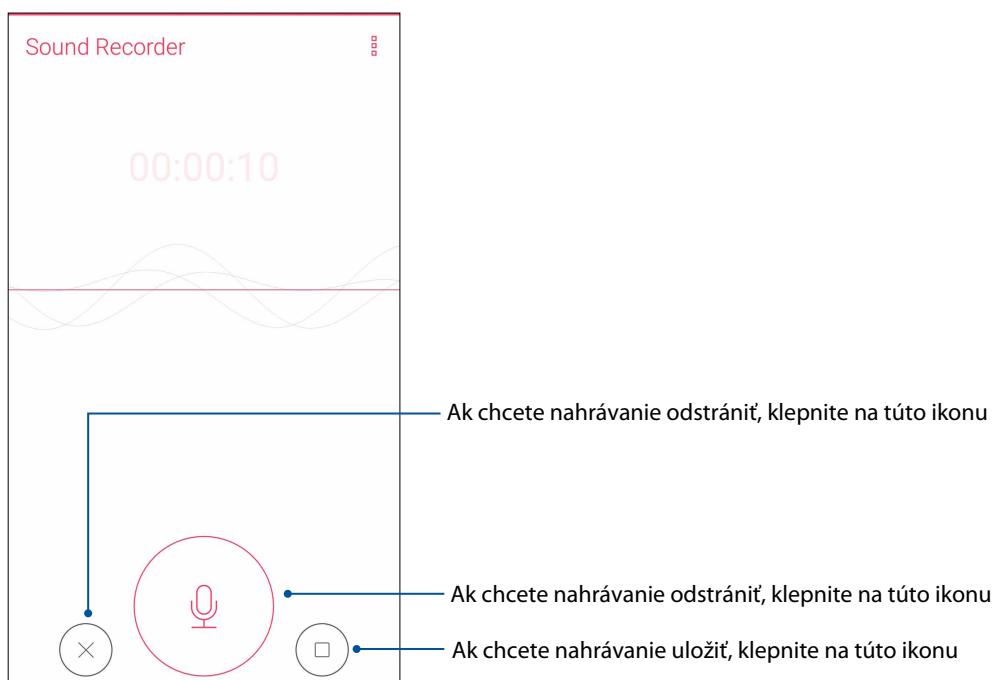 Sound Recorder
00:00:10
Ak chcete nahrávanie odstrániť, klepnite na túto ikonu
Ak chcete nahrávanie odstrániť, klepnite na túto ikonu
Ak chcete nahrávanie uložiť, klepnite na túto ikonu